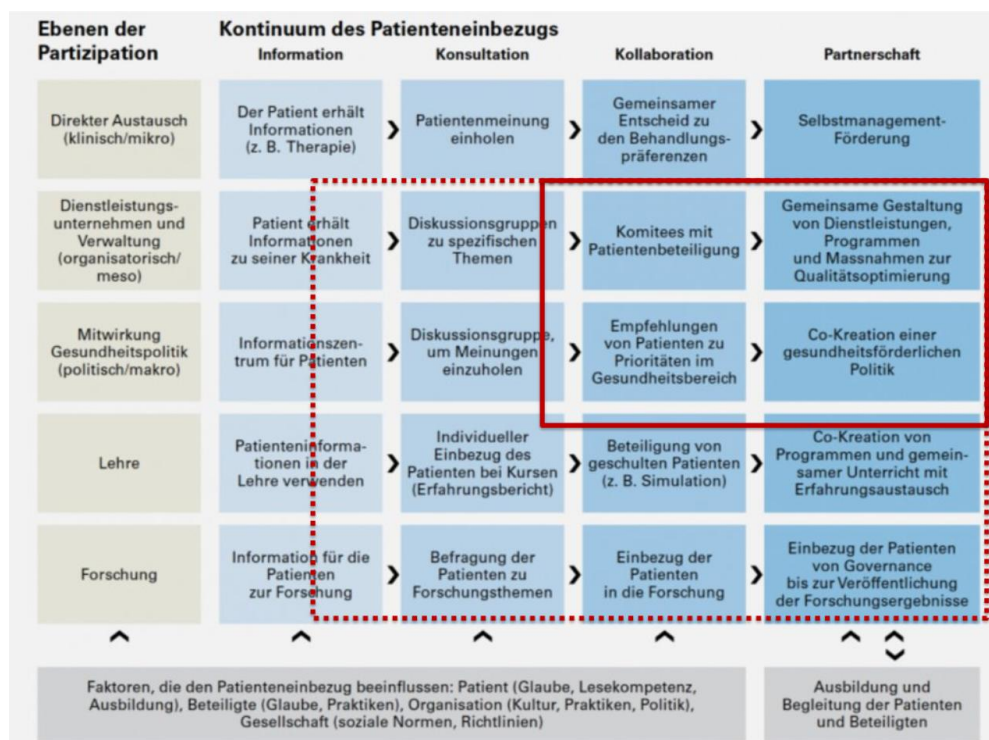 Ebenen der
Partizipation
Kontinuum des Patienteneinbezugs
Information
Konsultation
Kollaboration
Partnerschaft
Direkter Austausch
(klinisch/mikro)
Der Patient erhält
Informationen
(z. B. Therapie)
Patientenmeinung
einholen
Gemeinsamer
Entscheid zu
den Behandlungs-
präferenzen
Selbstmanagement-
Förderung
Dienstleistungs-
unternehmen und
Verwaltung
(organisatorisch/
meso)
Patient erhält
Informationen
zu seiner Krankheit
Diskussionsgruppen
zu spezifischen
Themen
Komitees mit
Patientenbeteiligung
Gemeinsame Gestaltung
von Dienstleistungen,
Programmen
und Massnahmen zur
Qualitätsoptimierung
Mitwirkung
Gesundheitspolitik
(politisch/makro)
Informationszen-
trum für Patienten
Diskussionsgruppe,
um Meinungen
einzuholen
Empfehlungen
von Patienten zu
Prioritäten im
Gesundheitsbereich
Co-Kreation einer
gesundheitsförderlichen
Politik
Lehre
Patienteninforma-
tionen in der
Lehre verwenden
Individueller
Einbezug des
Patienten bei Kursen
(Erfahrungsbericht)
Beteiligung von
geschulten Patienten
(z. B. Simulation)
Co-Kreation von
Programmen und gemein-
samer Unterricht mit
Erfahrungsaustausch
Forschung
Information für die
Patienten
zur Forschung
Befragung der
Patienten zu
Forschungsthemen
Einbezug der
Patienten
in die Forschung
Einbezug der Patienten
von Governance
bis zur Veröffentlichung
der Forschungsergebnisse
Faktoren, die den Patienteneinbezug beeinflussen: Patient (Glaube, Lesekompetenz,
Ausbildung), Beteiligte (Glaube, Praktiken), Organisation (Kultur, Praktiken, Politik),
Gesellschaft (soziale Normen, Richtlinien)
Ausbildung und
Begleitung der Patienten
und Beteiligten